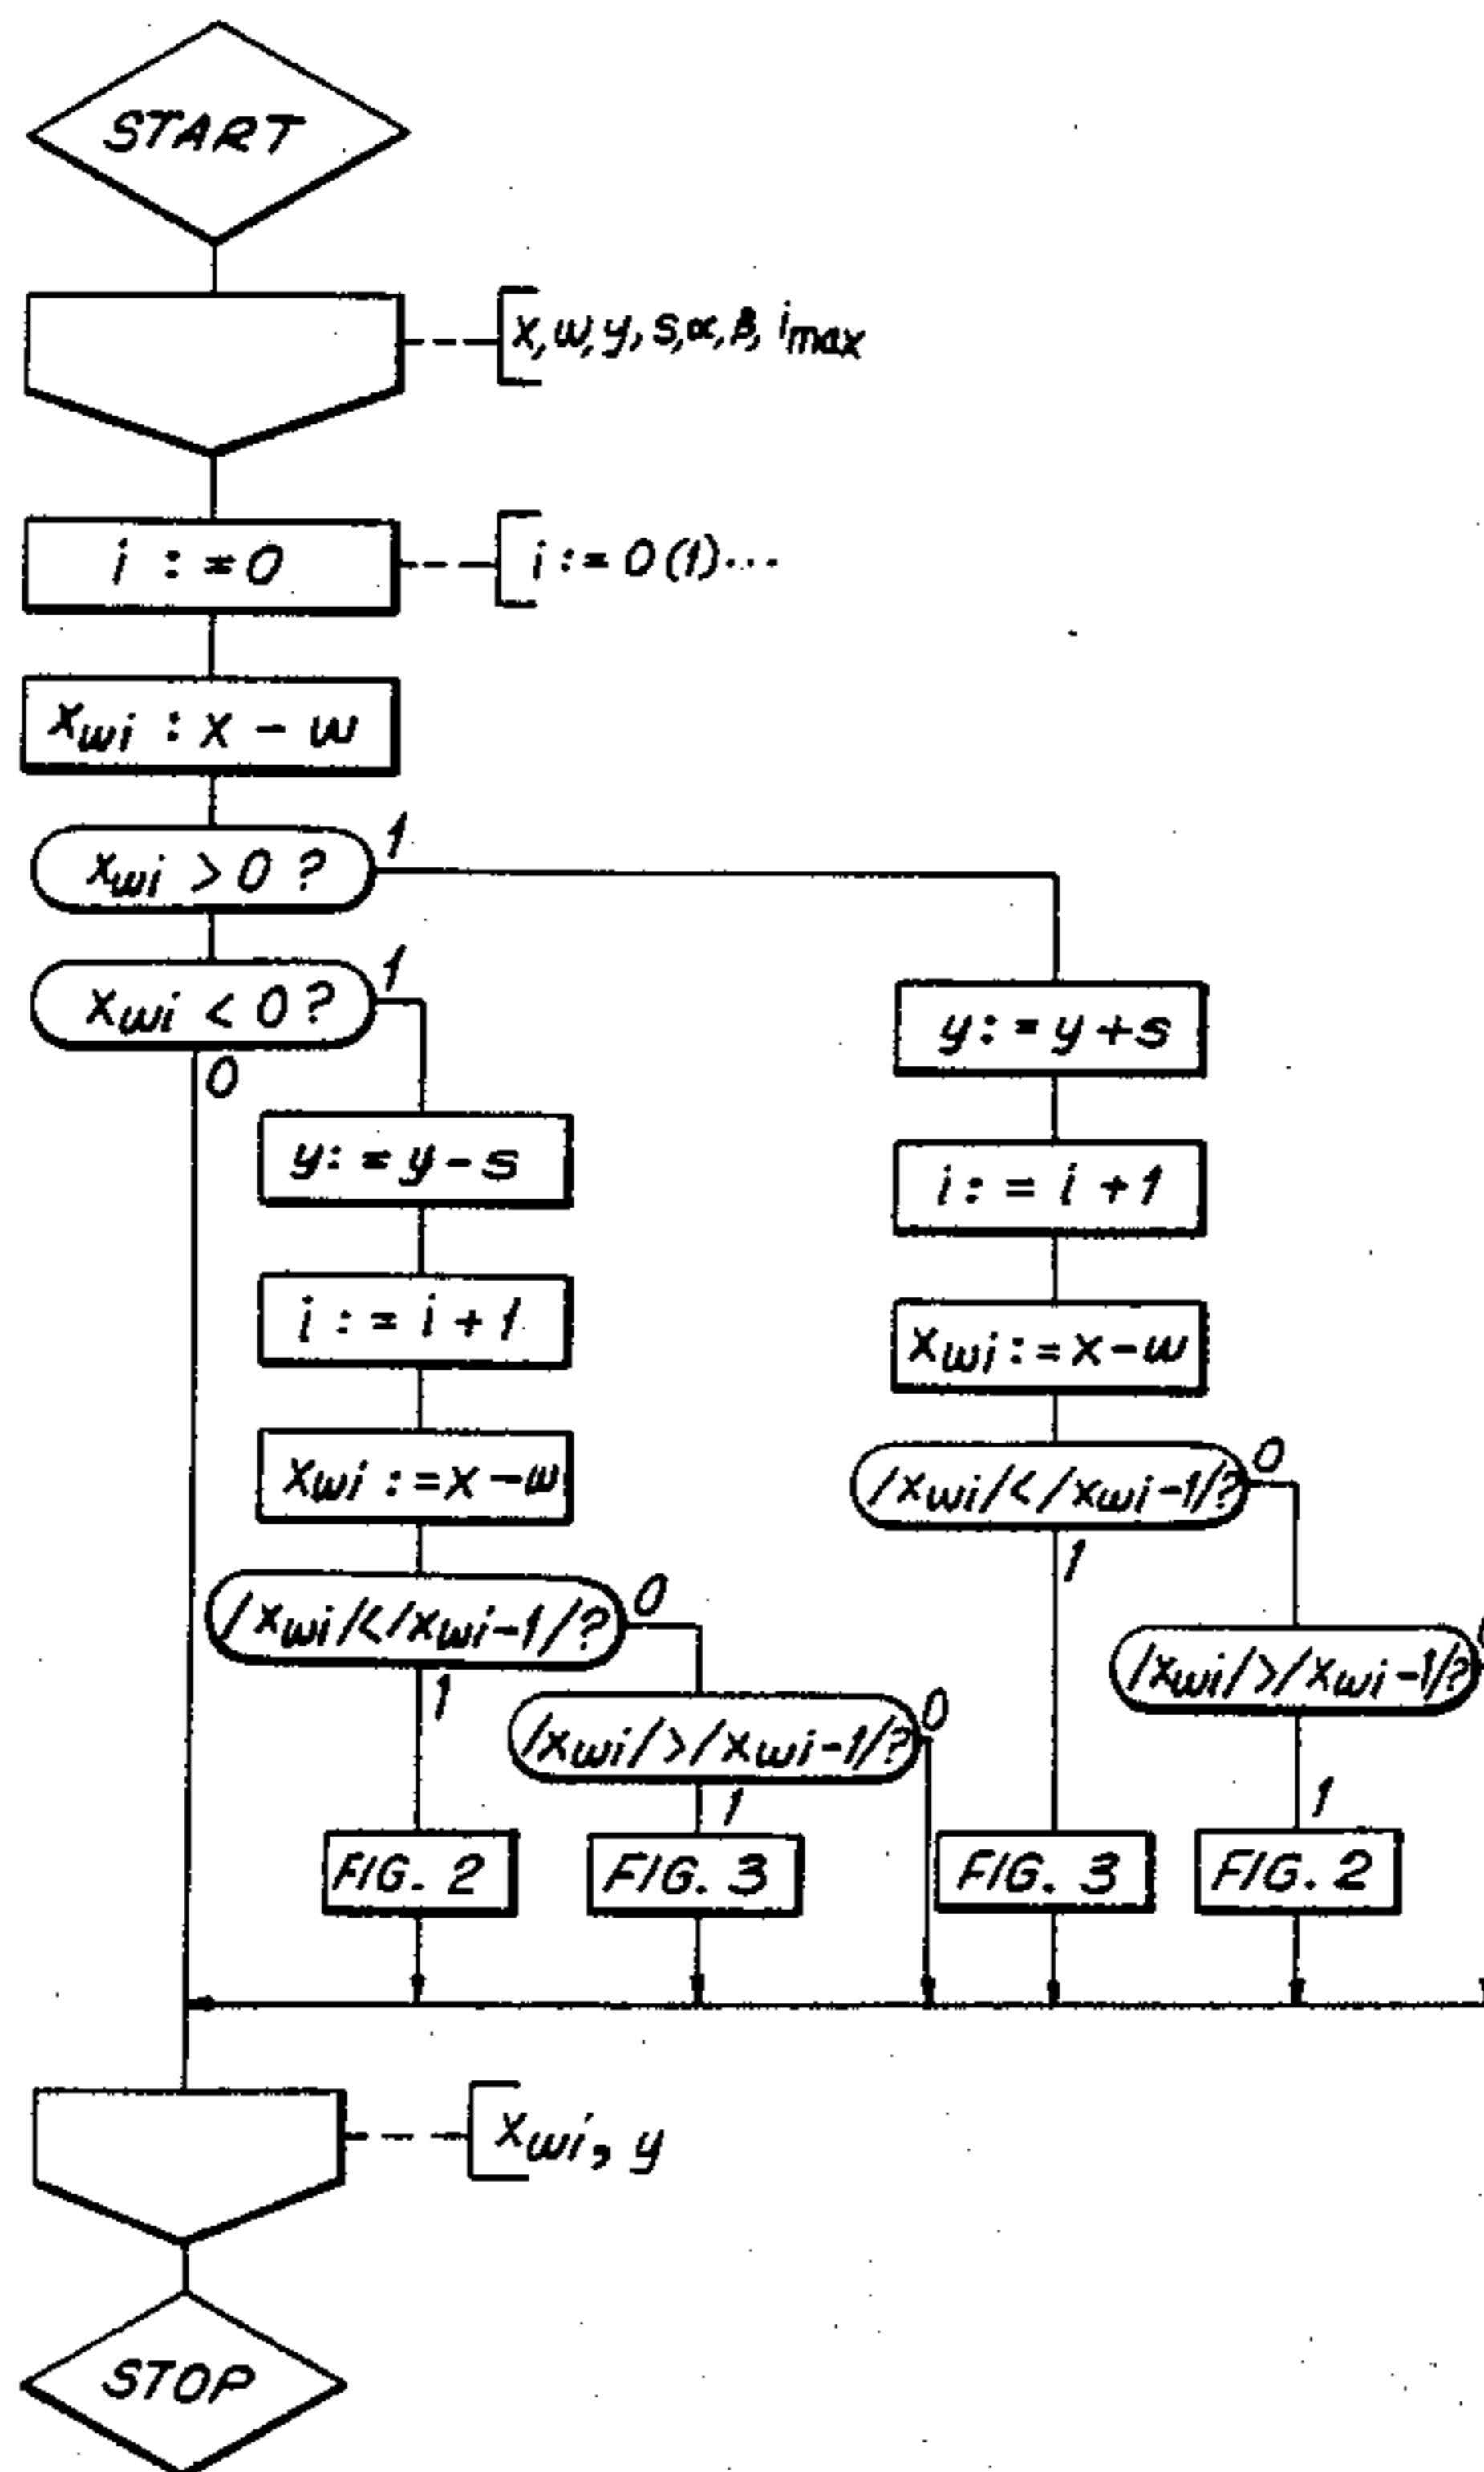 START
x, w, y, s, α, β, imax
i := 0
i := 0 (1) ...
xwi : x - w
xwi > 0 ?
1
xwi < 0 ?
1
0
y := y + s
y := y - s
i := i + 1
i := i + 1
xwi := x - w
xwi := x - w
/xwi/</xwi-1/?
0
1
/xwi/</xwi-1/?
0
1
/xwi/>/xwi-1/?
1
/xwi/>/xwi-1/?
0
1
FIG. 2
FIG. 3
FIG. 3
FIG. 2
xwi, y
STOP